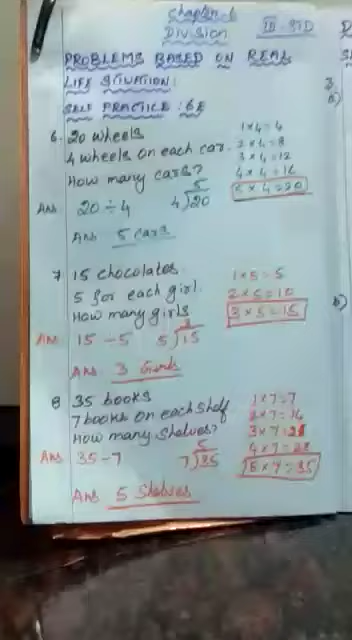 Chapter-6
Division
III-STD
PROBLEMS BASED ON REAL
LIFE SITUATION:
SELF PRACTICE: 6E
6. 20 wheels
4 wheels on each car.
How many cars?
Ans 20 ÷ 4
5
4)20
1×4=4
2×4=8
3×4=12
4×4=16
5×4=20
Ans 5 cars
7 15 chocolates
5 for each girl.
How many girls
Ans 15 – 5
3
5)15
1×5=5
2×5=10
3×5=15
Ans 3 Girls
8 35 books
7 books on each shelf
How many shelves?
Ans 35 – 7
5
7)35
1×7=7
2×7=14
3×7=21
4×7=28
5×7=35
Ans 5 Shelves
3.
a)
b)